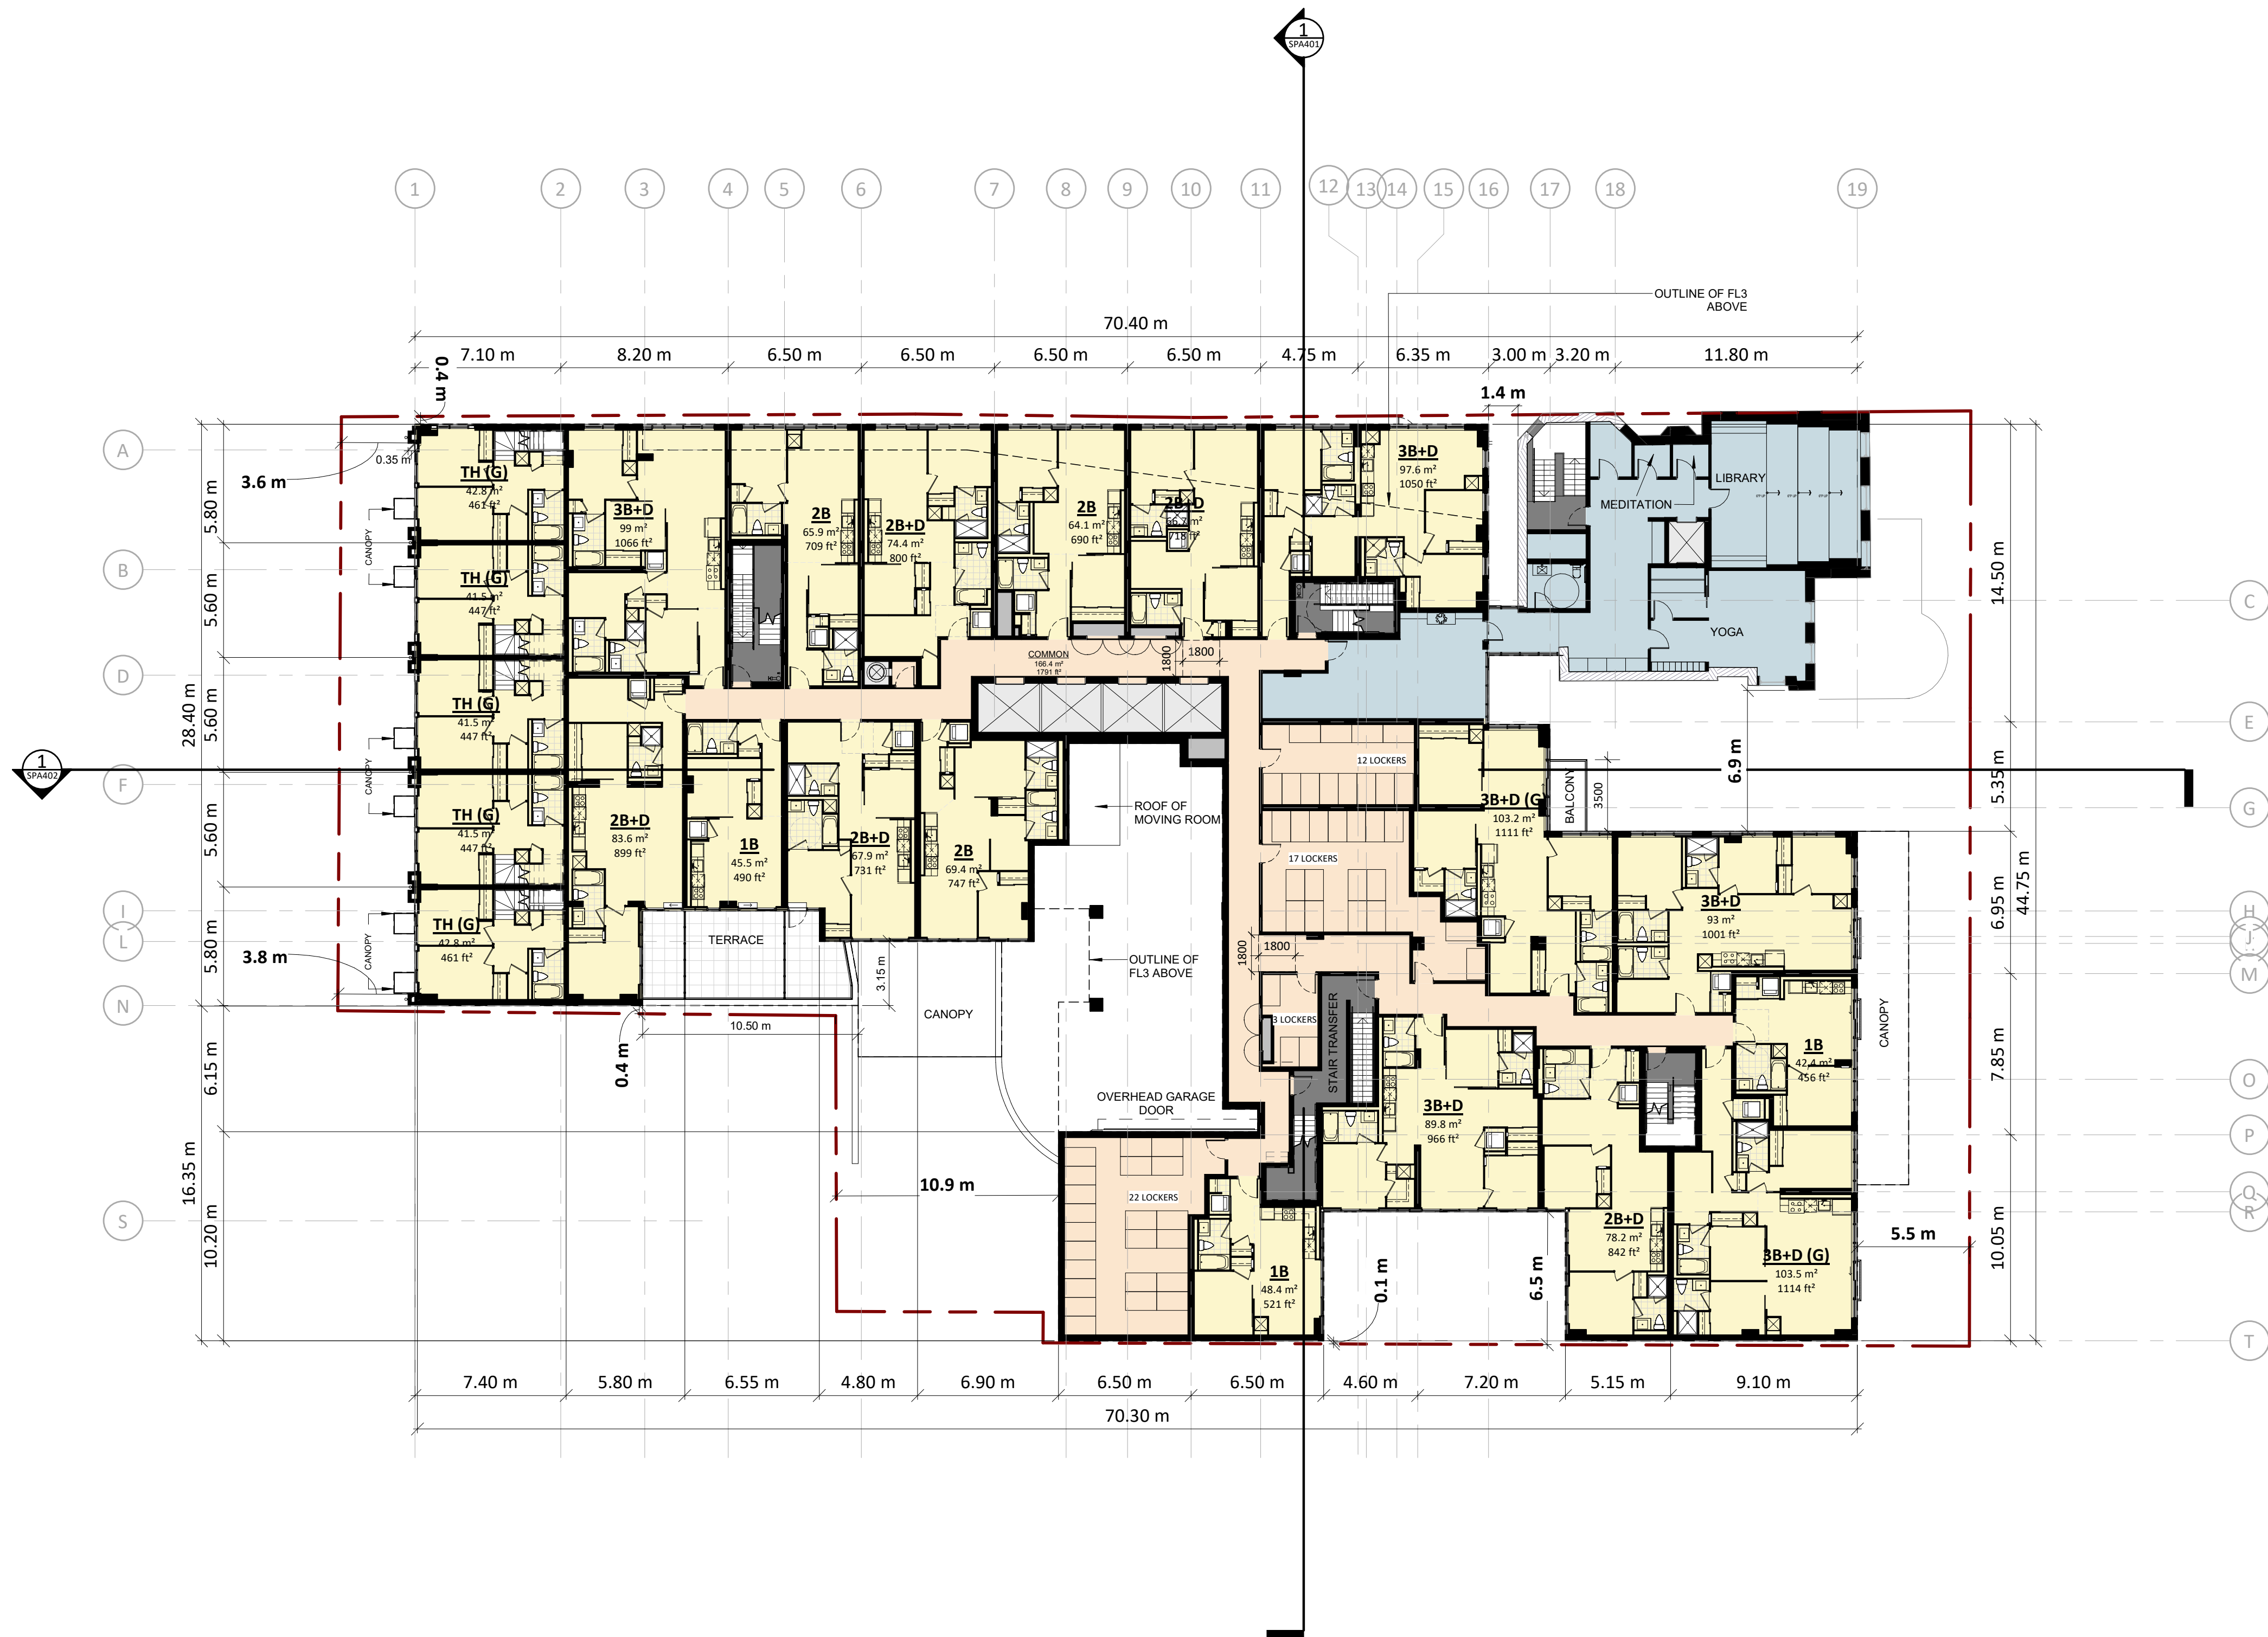 1
SPA401
1
2
3
4
5
6
7
8
9
10
11
12
13
14
15
16
17
18
19
OUTLINE OF FL3
ABOVE
70.40 m
7.10 m
8.20 m
6.50 m
6.50 m
6.50 m
6.50 m
4.75 m
6.35 m
3.00 m
3.20 m
11.80 m
0.4 m
1.4 m
A
B
D
F
I
L
N
S
C
E
G
H
J
M
O
P
Q
R
T
28.40 m
16.35 m
5.80 m
5.60 m
5.60 m
5.60 m
5.80 m
6.15 m
10.20 m
3.6 m
0.35 m
3.8 m
CANOPY
CANOPY
CANOPY
TH (G)
42.8 m²
461 ft²
TH (G)
41.5 m²
447 ft²
TH (G)
41.5 m²
447 ft²
TH (G)
41.5 m²
447 ft²
TH (G)
42.8 m²
461 ft²
3B+D
99 m²
1066 ft²
2B
65.9 m²
709 ft²
2B+D
74.4 m²
800 ft²
2B
64.1 m²
690 ft²
2B+D
718 ft²
3B+D
97.6 m²
1050 ft²
LIBRARY
MEDITATION
YOGA
COMMON
166.4 m²
1791 ft²
1800
1800
1
SPA402
2B+D
83.6 m²
899 ft²
1B
45.5 m²
490 ft²
2B+D
67.9 m²
731 ft²
2B
69.4 m²
747 ft²
ROOF OF
MOVING ROOM
12 LOCKERS
17 LOCKERS
3B+D (G)
103.2 m²
1111 ft²
BALCONY
3500
6.9 m
3B+D
93 m²
1001 ft²
TERRACE
3.15 m
OUTLINE OF
FL3 ABOVE
CANOPY
10.50 m
0.4 m
1800
1800
3 LOCKERS
STAIR TRANSFER
1B
42.4 m²
456 ft²
CANOPY
OVERHEAD GARAGE
DOOR
3B+D
89.8 m²
966 ft²
10.9 m
22 LOCKERS
1B
48.4 m²
521 ft²
0.1 m
6.5 m
2B+D
78.2 m²
842 ft²
3B+D (G)
103.5 m²
1114 ft²
5.5 m
14.50 m
5.35 m
6.95 m
7.85 m
10.05 m
44.75 m
7.40 m
5.80 m
6.55 m
4.80 m
6.90 m
6.50 m
6.50 m
4.60 m
7.20 m
5.15 m
9.10 m
70.30 m